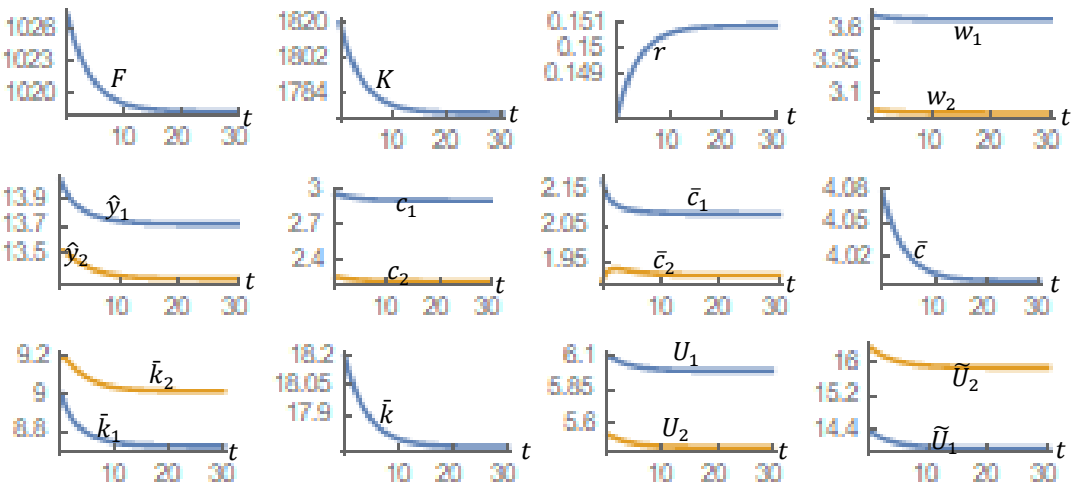 1026
1023
1020
F
t
10 20 30
1820
1802
1784
K
t
10 20 30
0.151
0.15
0.149
r
t
10 20 30
3.6
3.35
3.1
w₁
w₂
t
10 20 30
13.9
13.7
13.5
ŷ₁
ŷ₂
t
10 20 30
3
2.7
2.4
c₁
c₂
t
10 20 30
2.15
2.05
1.95
c̄₁
c̄₂
t
10 20 30
4.08
4.05
4.02
c̄
t
10 20 30
9.2
9
8.8
k̄₂
k̄₁
t
10 20 30
18.2
18.05
17.9
k̄
t
10 20 30
6.1
5.85
5.6
U₁
U₂
t
10 20 30
16
15.2
14.4
Ũ₂
Ũ₁
t
10 20 30